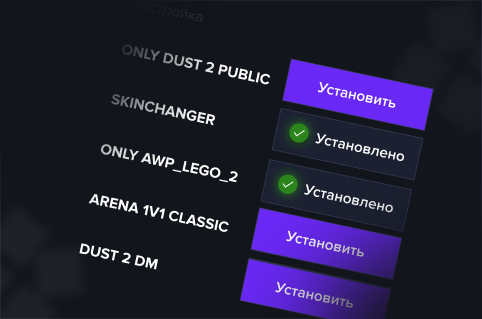 ONLY DUST 2 PUBLIC
Установить
SKINCHANGER
Установлено
ONLY AWP_LEGO_2
Установлено
ARENA 1V1 CLASSIC
Установить
DUST 2 DM
Установить